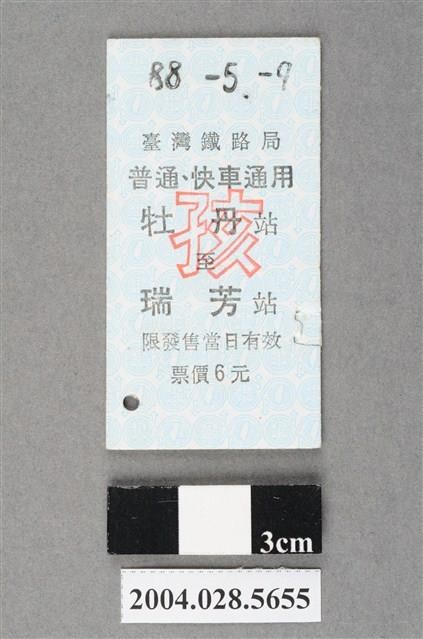 88 -5. -9
臺灣鐵路局
普通、快車通用
牡丹站
孩
至
瑞芳站
限發售當日有效
票價6元
3cm
2004.028.5655